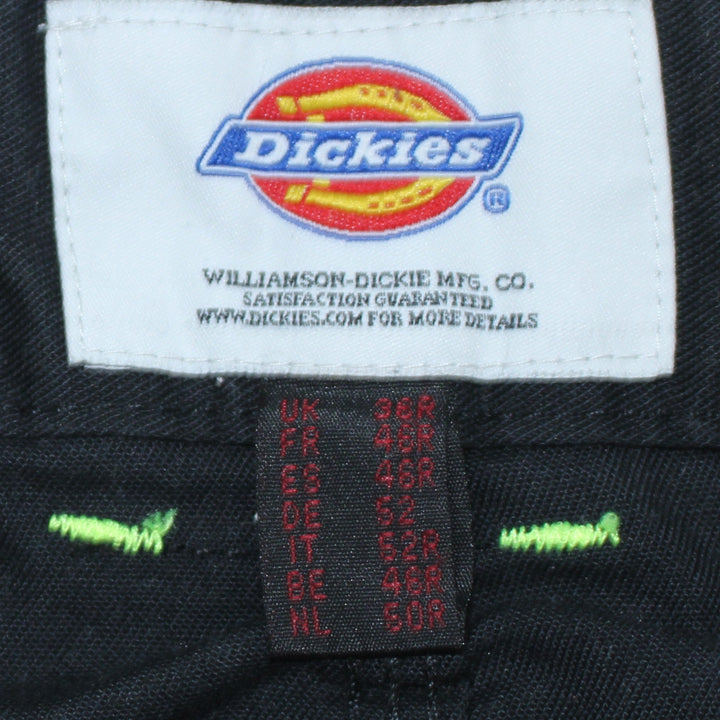 Dickies
®
WILLIAMSON-DICKIE MFG. CO.
SATISFACTION GUARANTEED
WWW.DICKIES.COM FOR MORE DETAILS
UK 36R
FR 46R
ES 46R
DE 52
IT 52R
BE 46R
NL 50R